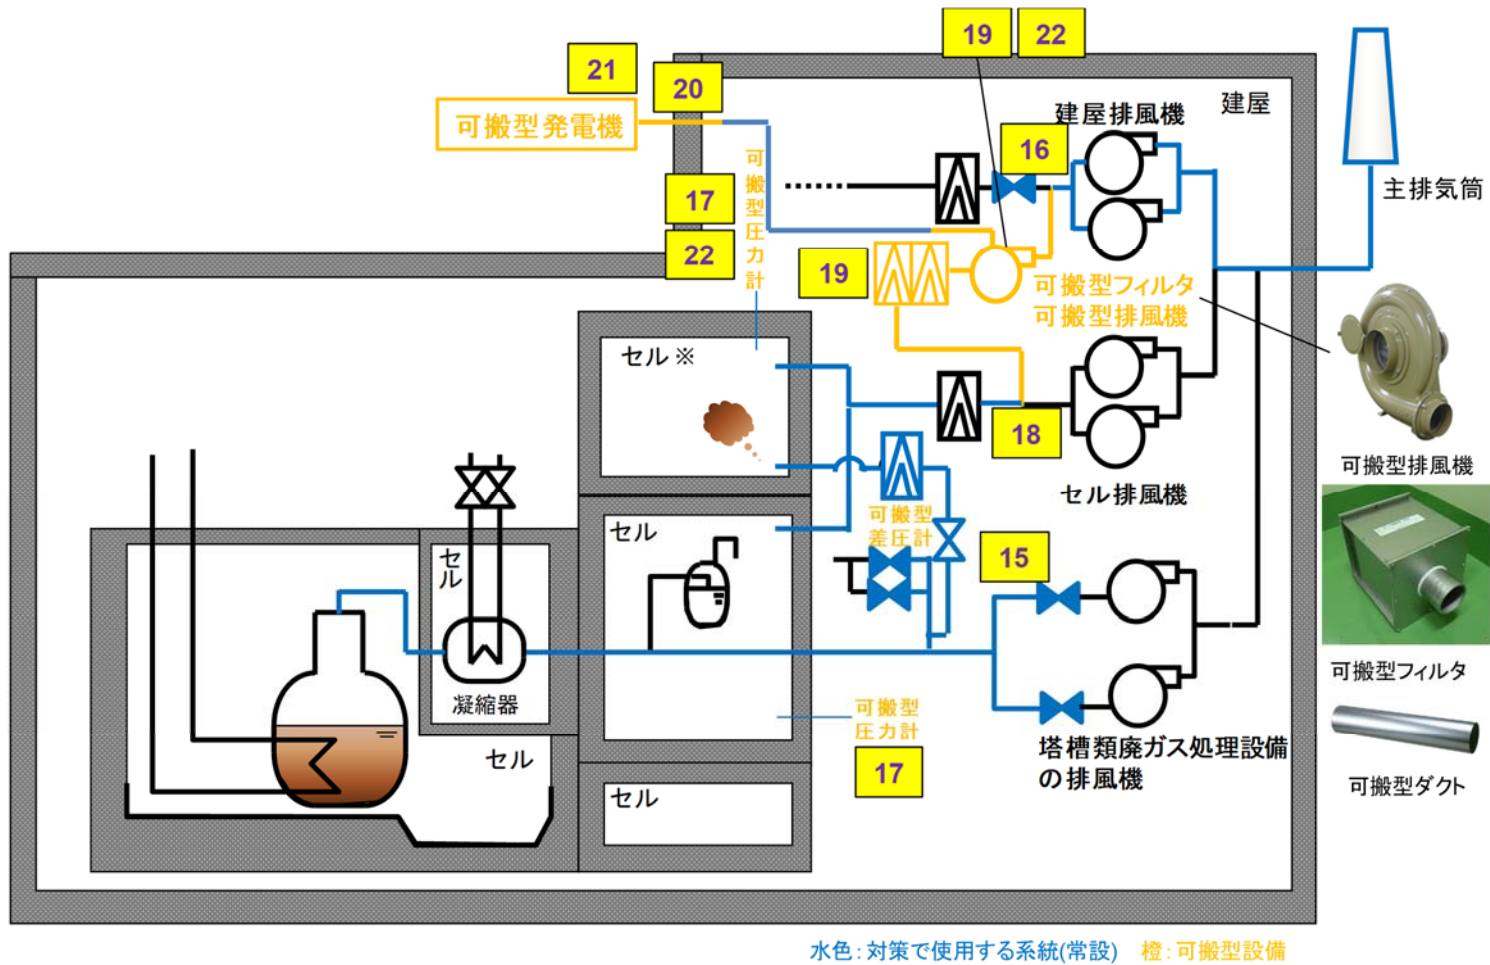 19
22
21
20
可搬型発電機
建屋排風機
建屋
16
可搬型圧力計
17
22
主排気筒
19
可搬型フィルタ
可搬型排風機
セル ※
18
可搬型排風機
セル排風機
セル
可搬型
差圧計
15
セル
凝縮器
可搬型フィルタ
セル
可搬型
圧力計
17
塔槽類廃ガス処理設備
の排風機
可搬型ダクト
セル
水色：対策で使用する系統(常設)
橙：可搬型設備